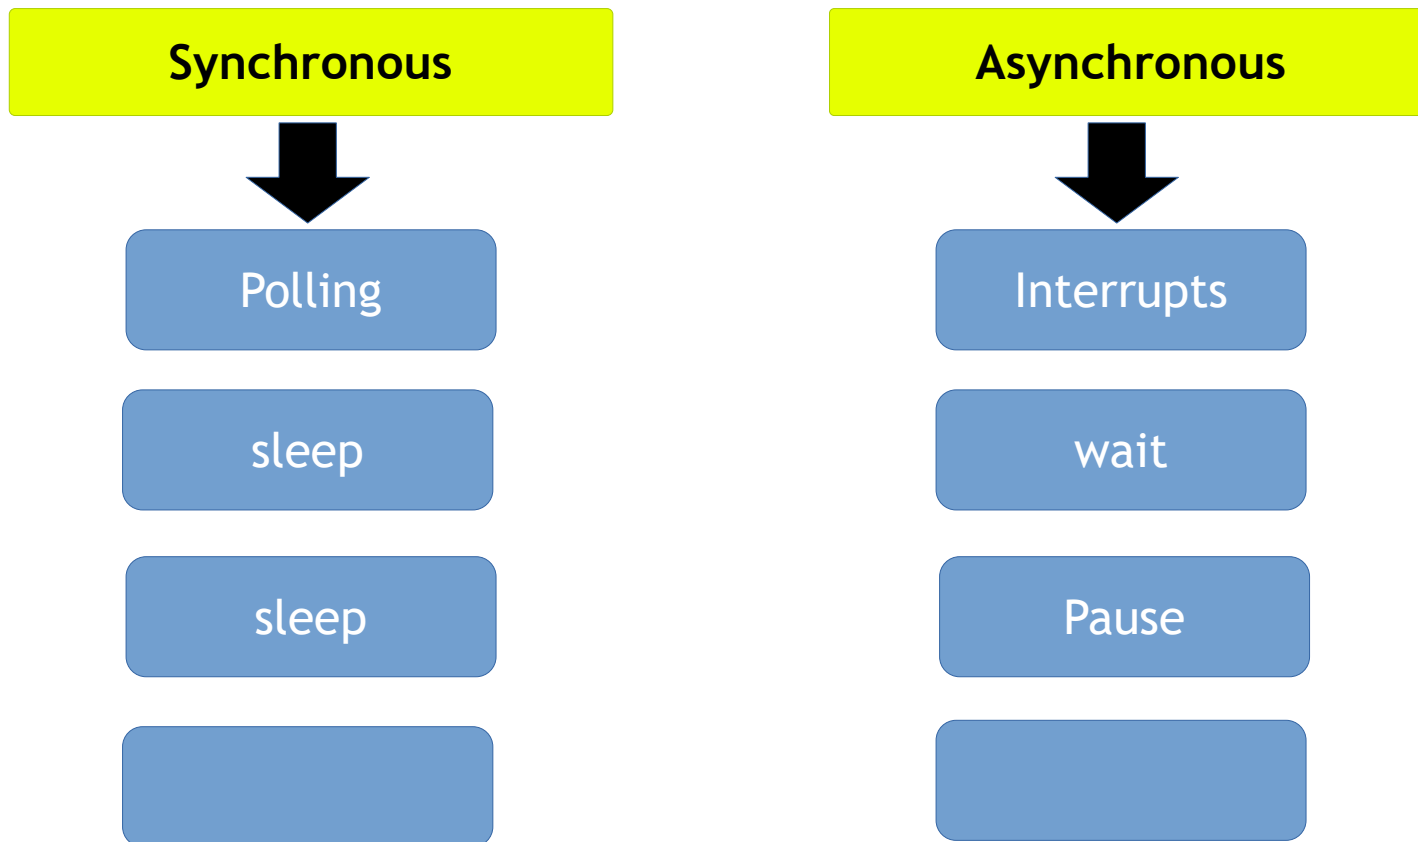 Synchronous
Asynchronous
Polling
Interrupts
sleep
wait
sleep
Pause